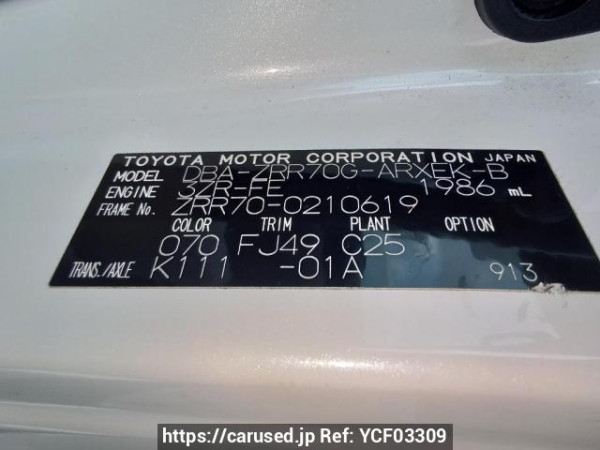 TOYOTA MOTOR CORPORATION JAPAN
MODEL DBA-ZRR70G-ARXEK-B
ENGINE 3ZR-FE 1986 mL
FRAME No. ZRR70-0210619
COLOR TRIM PLANT OPTION
070 FJ49 C25
TRANS./AXLE K111 -01A 913
https://carused.jp Ref: YCF03309